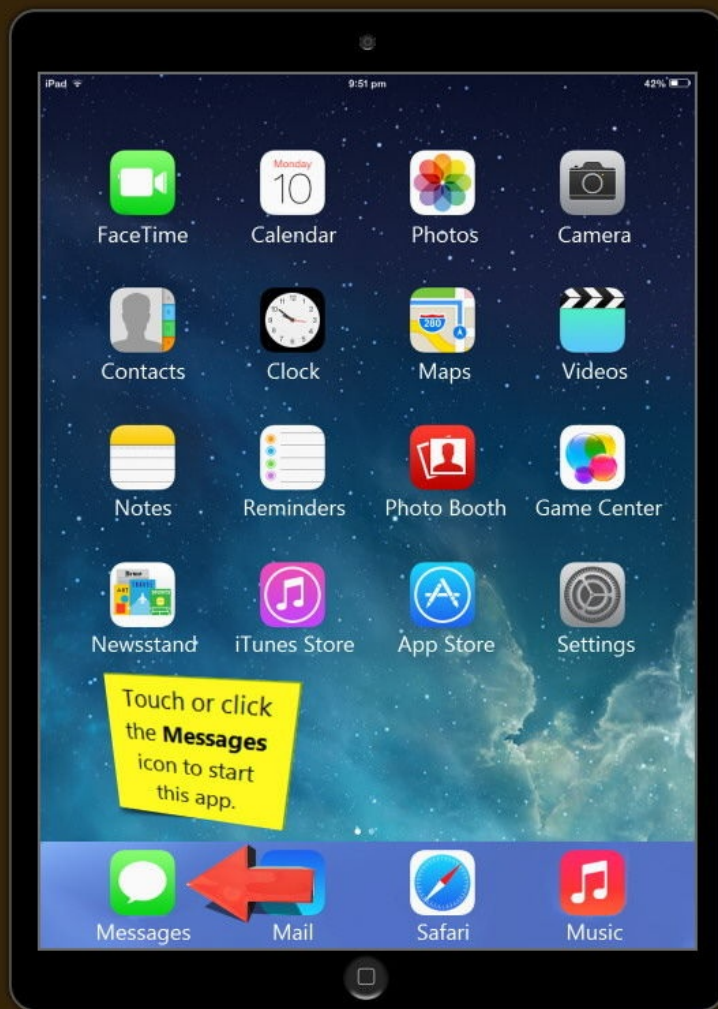 iPad 9:51 pm 42%
Monday
10
FaceTime Calendar Photos Camera
280
Contacts Clock Maps Videos
Notes Reminders Photo Booth Game Center
Newsstand iTunes Store App Store Settings
Touch or click
the Messages
icon to start
this app.
Messages Mail Safari Music